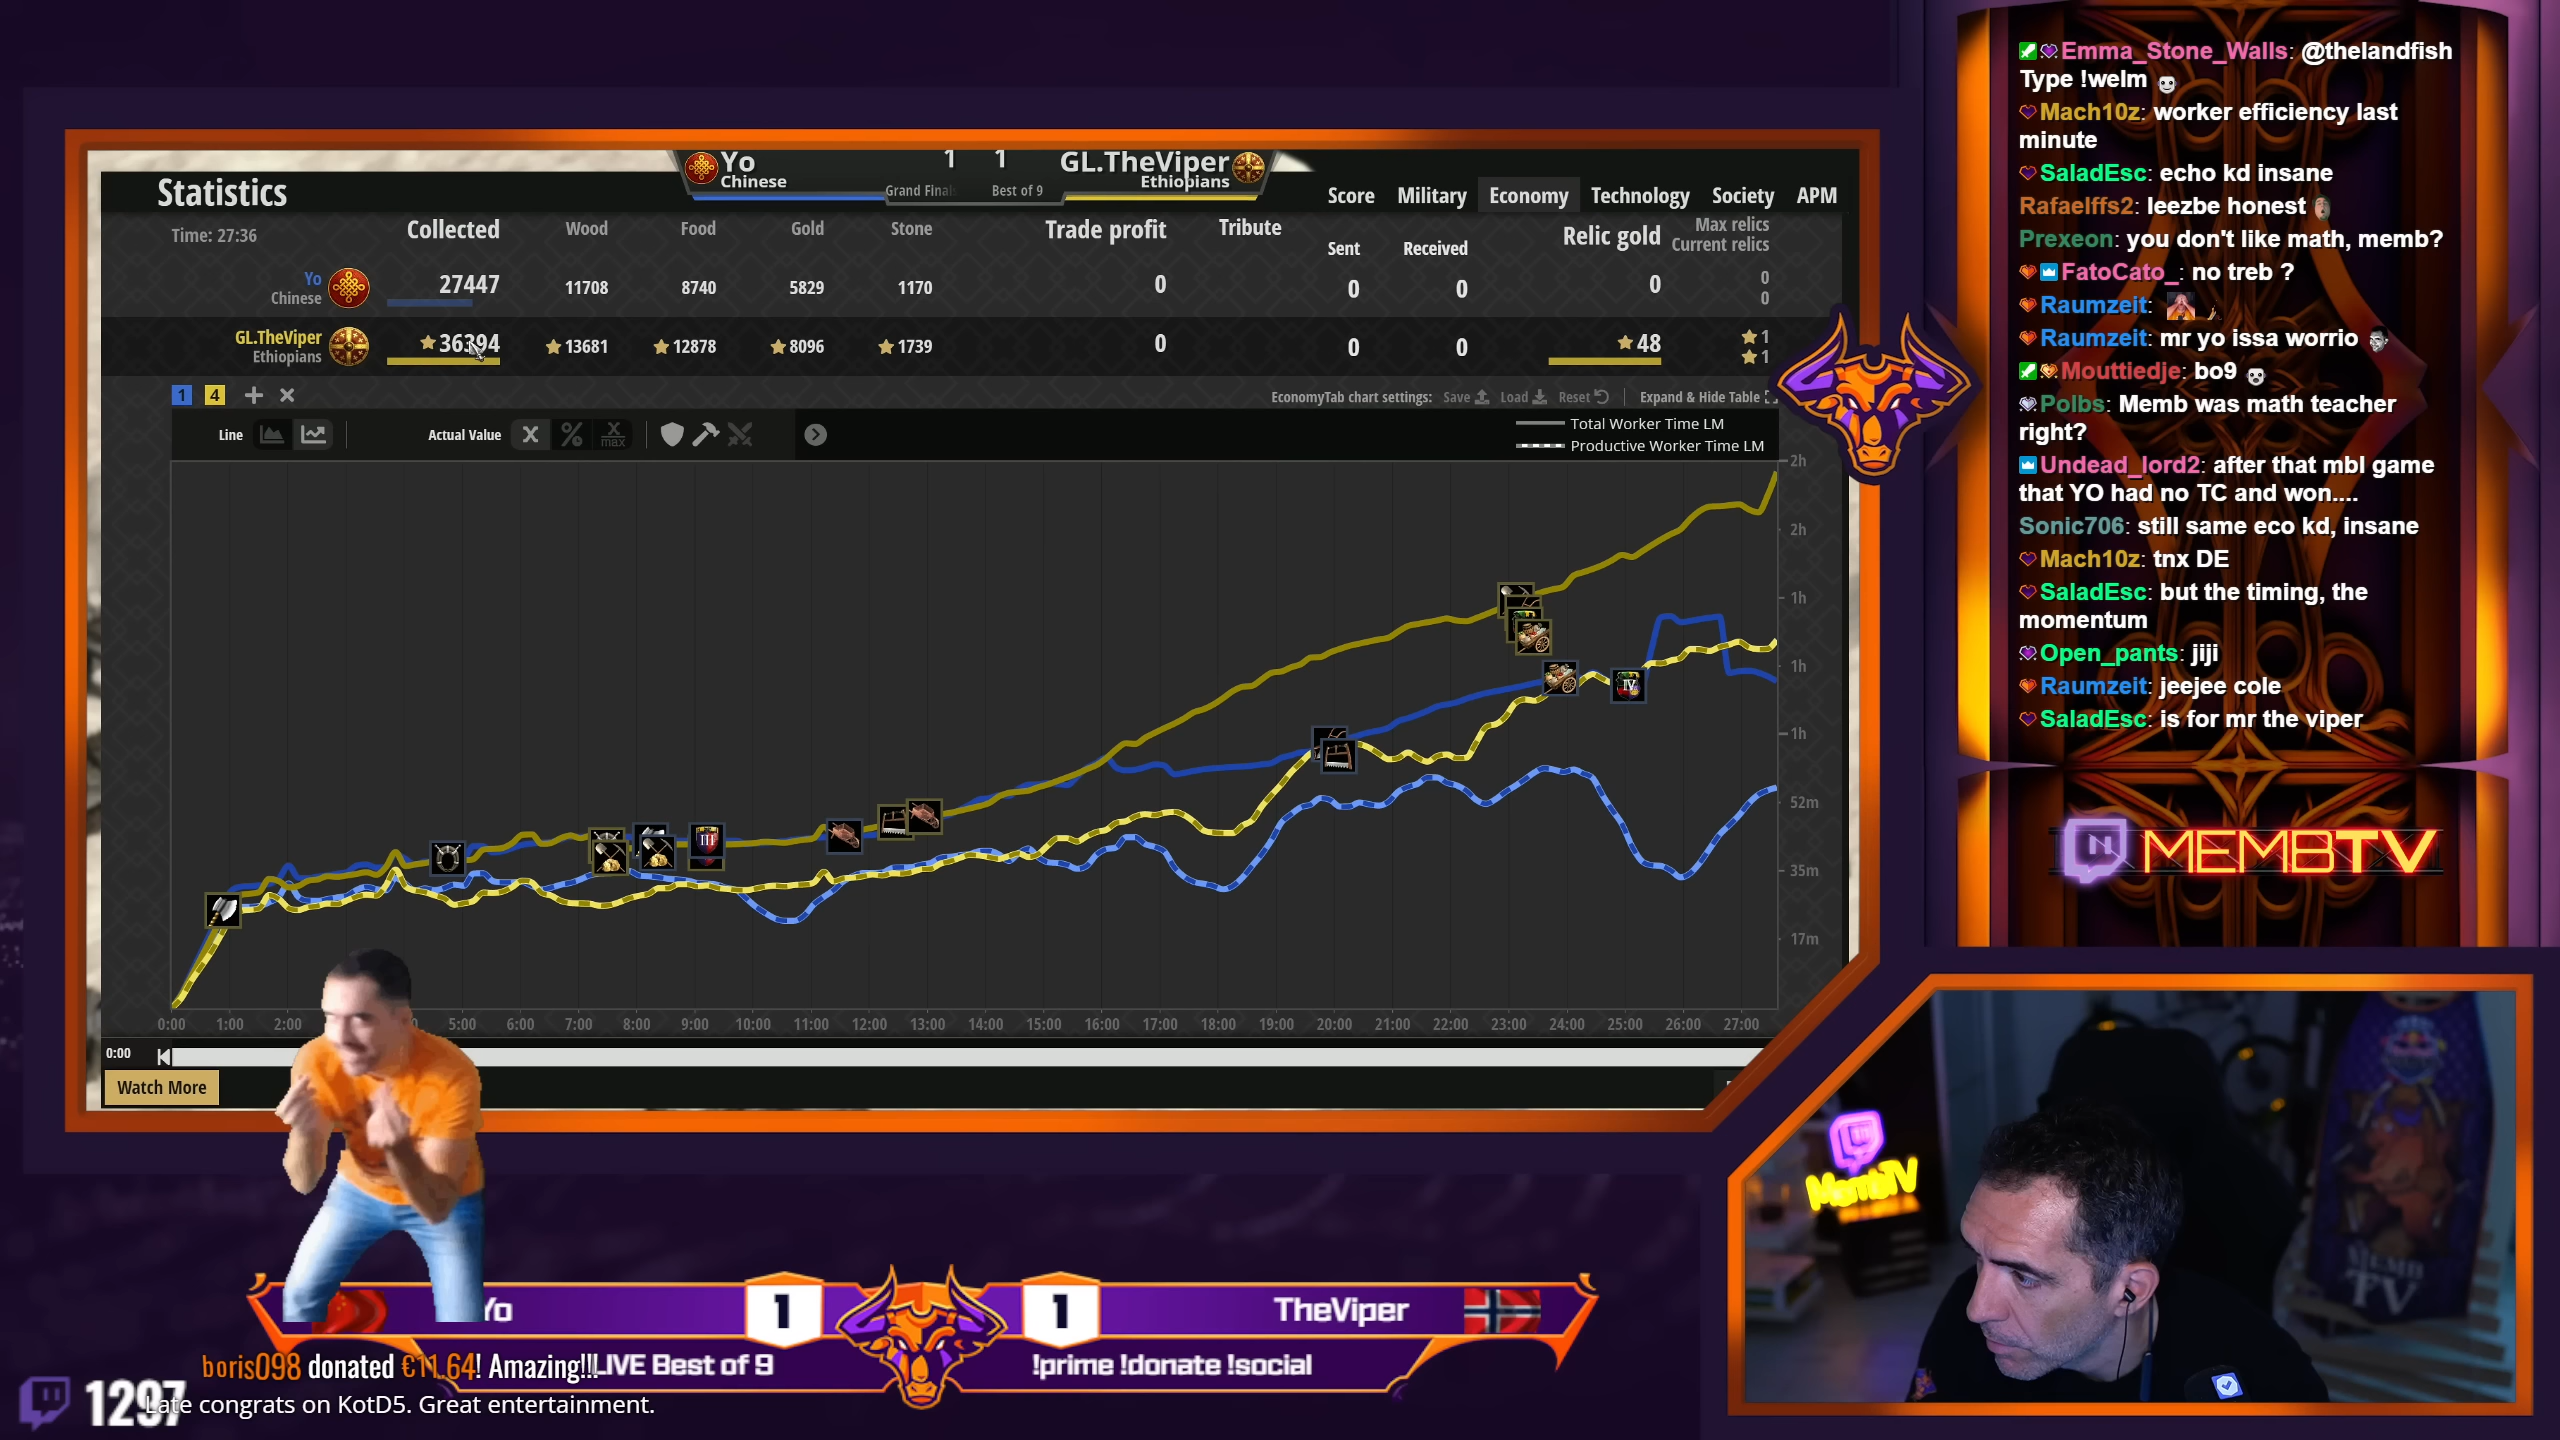 Yo
Chinese
1 1
GL.TheViper
Ethiopians
Grand Final
Best of 9
Statistics
Score Military Economy Technology Society APM
Time: 27:36
Collected Wood Food Gold Stone Trade profit Tribute Relic gold
Sent Received
Max relics
Current relics
Yo
Chinese
27447 11708 8740 5829 1170 0 0 0 0 0
0
GL.TheViper
Ethiopians
36394 13681 12878 8096 1739 0 0 0 48 1
1
1 4
EconomyTab chart settings: Save Load Reset Expand & Hide Table
Line Actual Value X % X max
Total Worker Time LM
Productive Worker Time LM
2h
2h
1h
1h
1h
52m
35m
17m
III
IV
0:00 1:00 2:00 5:00 6:00 7:00 8:00 9:00 10:00 11:00 12:00 13:00 14:00 15:00 16:00 17:00 18:00 19:00 20:00 21:00 22:00 23:00 24:00 25:00 26:00 27:00
0:00
Watch More
Emma_Stone_Walls: @thelandfish
Type !welm
Mach10z: worker efficiency last
minute
SaladEsc: echo kd insane
Rafaelffs2: leezbe honest
Prexeon: you don't like math, memb?
FatoCato_: no treb ?
Raumzeit:
Raumzeit: mr yo issa worrio
Mouttiedje: bo9
Polbs: Memb was math teacher
right?
Undead_lord2: after that mbl game
that YO had no TC and won....
Sonic706: still same eco kd, insane
Mach10z: tnx DE
SaladEsc: but the timing, the
momentum
Open_pants: jiji
Raumzeit: jeejee cole
SaladEsc: is for mr the viper
MEMBTV
MembTV
MEMB
TV
Yo 1 1 TheViper
LIVE Best of 9
!prime !donate !social
boris098 donated €11.64! Amazing!!!
1297
Late congrats on KotD5. Great entertainment.